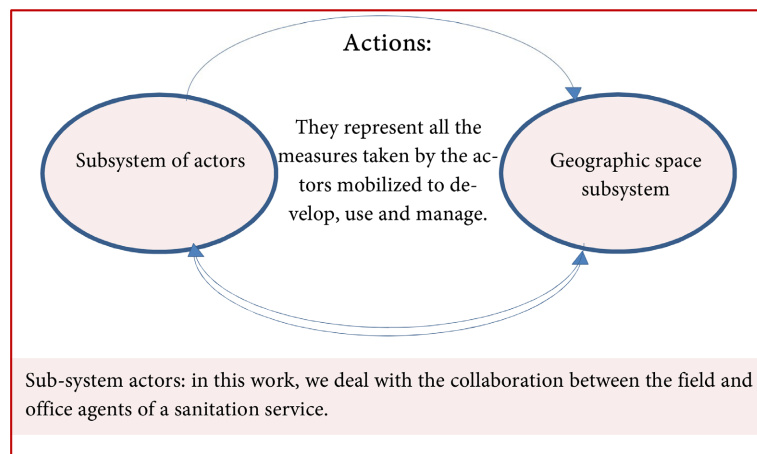 Actions:
Subsystem of actors
They represent all the
measures taken by the ac-
tors mobilized to de-
velop, use and manage.
Geographic space
subsystem
Sub-system actors: in this work, we deal with the collaboration between the field and
office agents of a sanitation service.